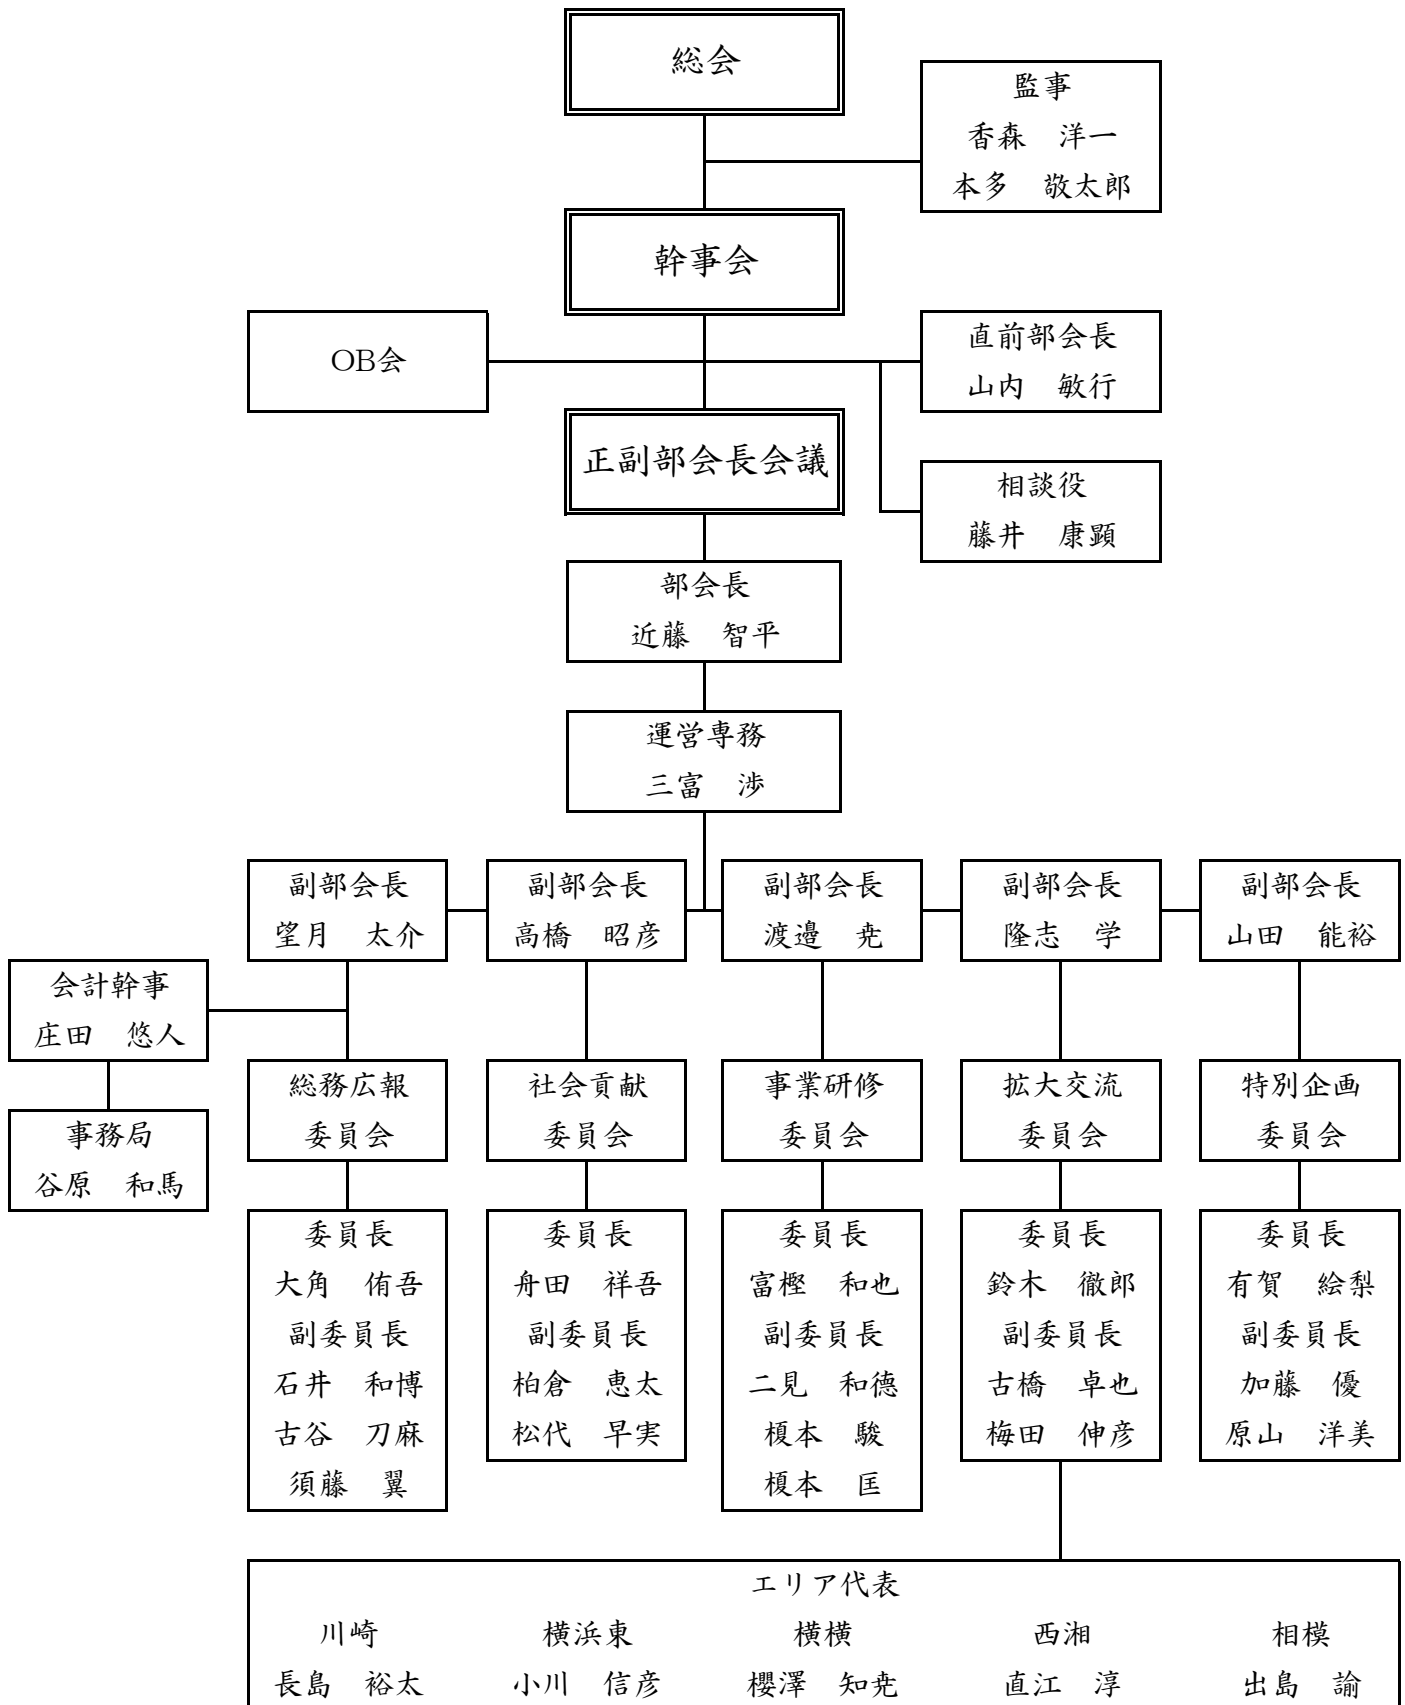 総会
監事
香森　洋一
本多　敬太郎
幹事会
OB会
直前部会長
山内　敏行
正副部会長会議
相談役
藤井　康顕
部会長
近藤　智平
運営専務
三富　渉
副部会長
望月　太介
副部会長
高橋　昭彦
副部会長
渡邉　尭
副部会長
隆志　学
副部会長
山田　能裕
会計幹事
庄田　悠人
事務局
谷原　和馬
総務広報
委員会
社会貢献
委員会
事業研修
委員会
拡大交流
委員会
特別企画
委員会
委員長
大角　侑吾
副委員長
石井　和博
古谷　刀麻
須藤　翼
委員長
舟田　祥吾
副委員長
柏倉　恵太
松代　早実
委員長
富樫　和也
副委員長
二見　和德
榎本　駿
榎本　匡
委員長
鈴木　徹郎
副委員長
古橋　卓也
梅田　伸彦
委員長
有賀　絵梨
副委員長
加藤　優
原山　洋美
エリア代表
川崎　横浜東　横横　西湘　相模
長島　裕太　小川　信彦　櫻澤　知尭　直江　淳　出島　諭